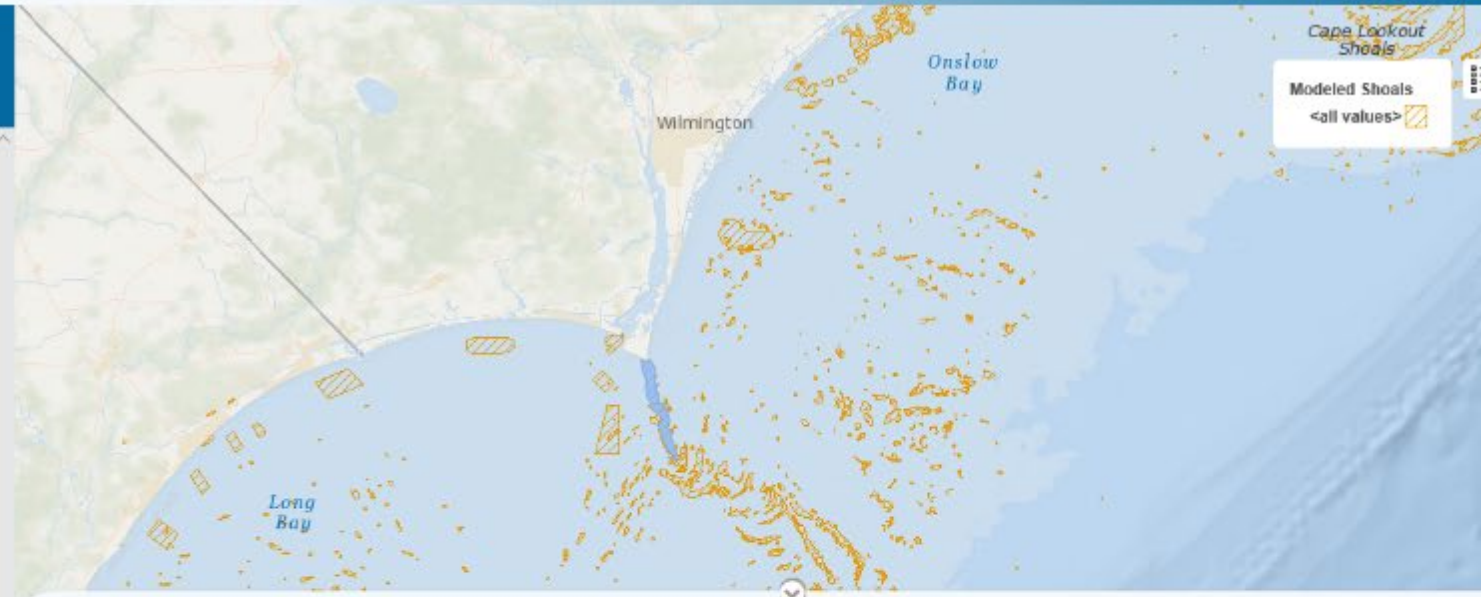 Cape Lookout
Shoals
Onslow
Bay
Modeled Shoals
<all values>
Wilmington
Long
Bay